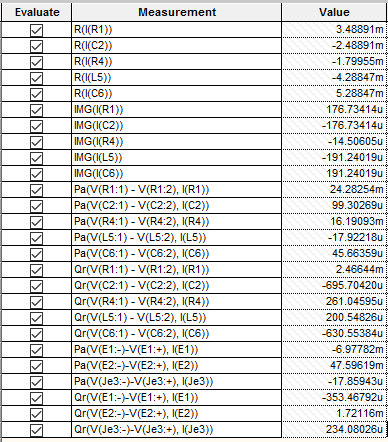 Evaluate Measurement Value
R(I(R1)) 3.48891m
R(I(C2)) -2.48891m
R(I(R4)) -1.79955m
R(I(L5)) -4.28847m
R(I(C6)) 5.28847m
IMG(I(R1)) 176.73414u
IMG(I(C2)) -176.73414u
IMG(I(R4)) -14.50605u
IMG(I(L5)) -191.24019u
IMG(I(C6)) 191.24019u
Pa(V(R1:1) - V(R1:2), I(R1)) 24.28254m
Pa(V(C2:1) - V(C2:2), I(C2)) 99.30269u
Pa(V(R4:1) - V(R4:2), I(R4)) 16.19093m
Pa(V(L5:1) - V(L5:2), I(L5)) -17.92218u
Pa(V(C6:1) - V(C6:2), I(C6)) 45.66359u
Qr(V(R1:1) - V(R1:2), I(R1)) 2.46644m
Qr(V(C2:1) - V(C2:2), I(C2)) -695.70420u
Qr(V(R4:1) - V(R4:2), I(R4)) 261.04595u
Qr(V(L5:1) - V(L5:2), I(L5)) 200.54826u
Qr(V(C6:1) - V(C6:2), I(C6)) -630.55384u
Pa(V(E1:-)-V(E1:+), I(E1)) -6.97782m
Pa(V(E2:-)-V(E2:+), I(E2)) 47.59619m
Pa(V(Je3:-)-V(Je3:+), I(Je3)) -17.85943u
Qr(V(E1:-)-V(E1:+), I(E1)) -353.46792u
Qr(V(E2:-)-V(E2:+), I(E2)) 1.72116m
Qr(V(Je3:-)-V(Je3:+), I(Je3)) 234.08026u